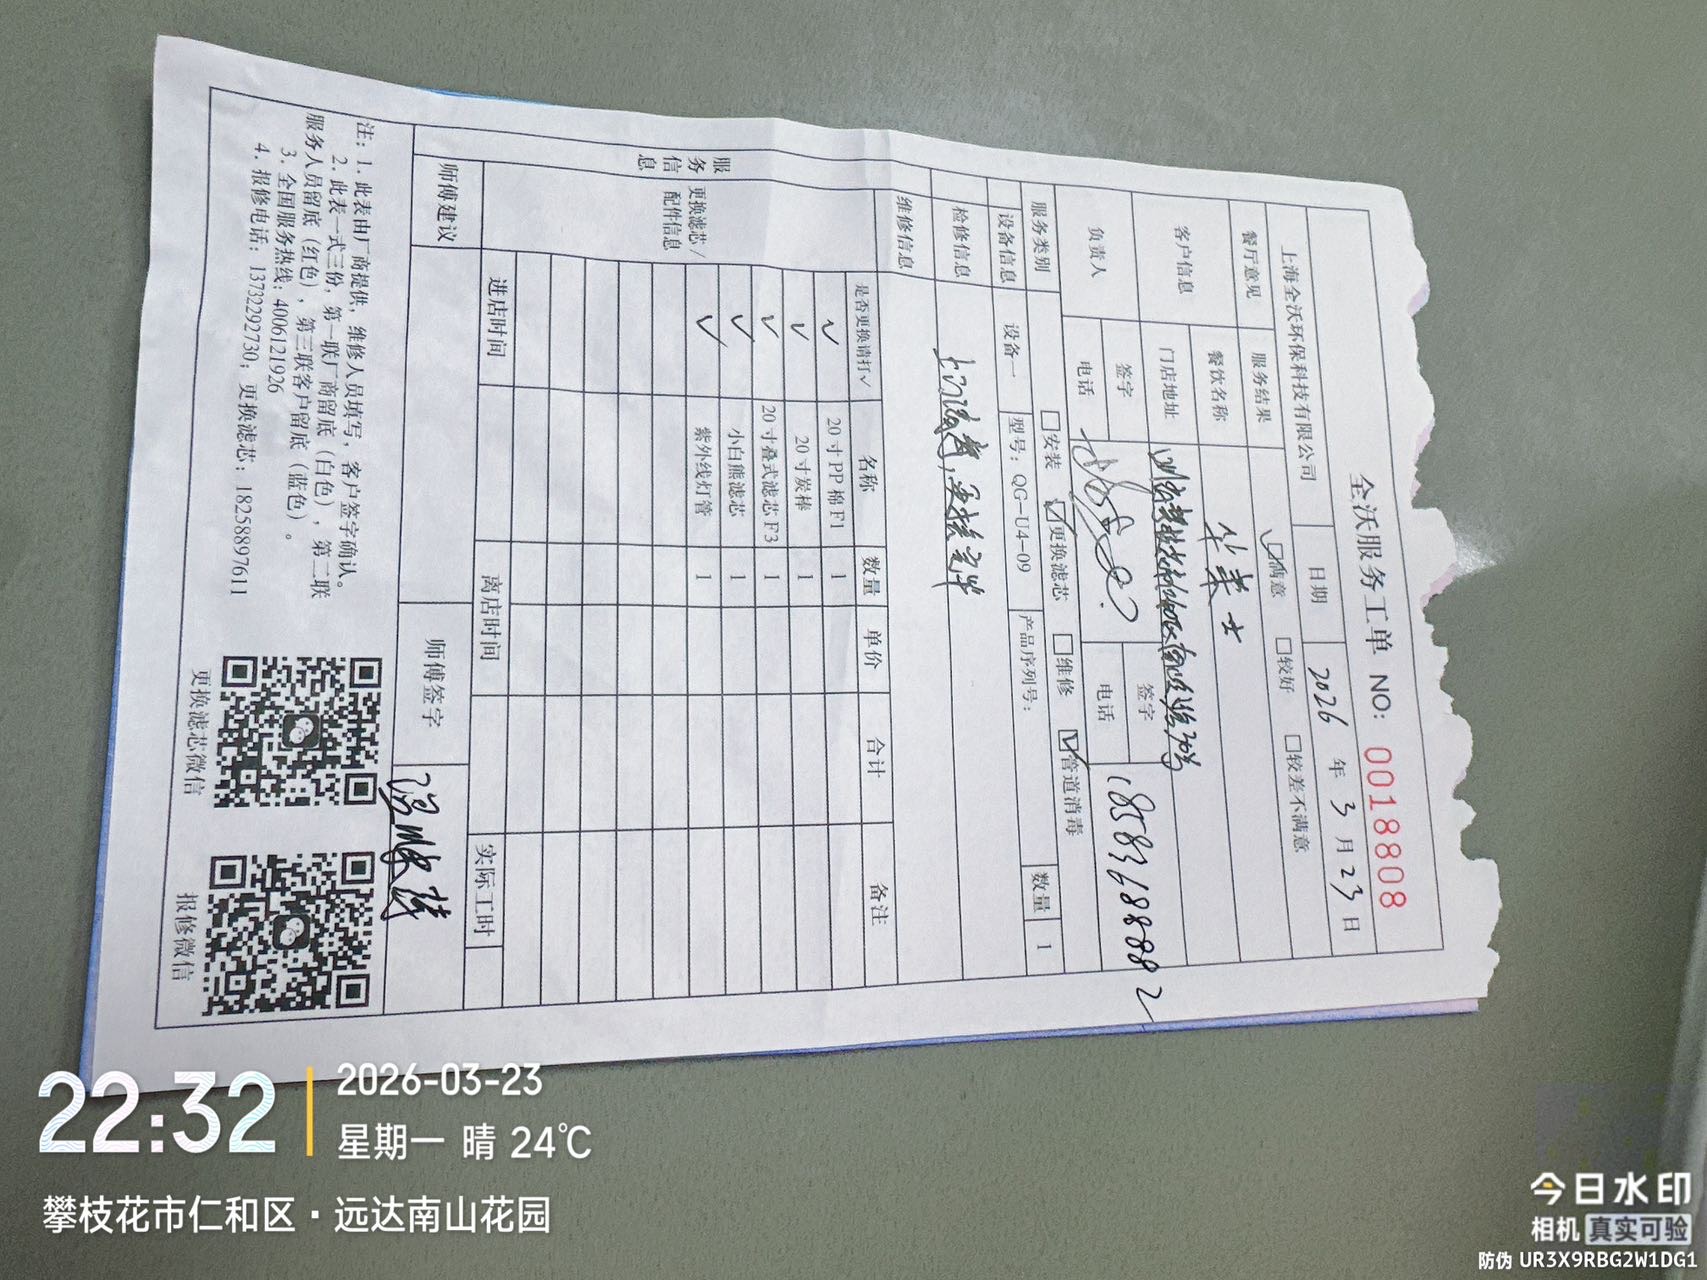 全沃服务工单 NO: 0018808
上海全沃环保科技有限公司 日期 2026 年 3 月 23 日
餐厅意见 服务结果 ☑满意 □较好 □较差不满意
客户信息 餐饮名称 华莱士
门店地址
负责人 签字 签字
电话 电话 18583688882
服务类别 □安装 ☑更换滤芯 □维修 ☑管道消毒
设备信息 设备一 型号: QG-U4-09 产品序列号: 数量 1
检修信息
维修信息
服务信息 更换滤芯/配件信息
是否更换请打✓ 名称 数量 单价 合计 备注
✓ 20寸PP棉F1 1
✓ 20寸炭棒 1
✓ 20寸叠式滤芯F3 1
✓ 小白熊滤芯 1
✓ 紫外线灯管 1
进店时间 离店时间 实际工时
师傅建议 师傅签字
注: 1. 此表由厂商提供, 维修人员填写, 客户签字确认。
2. 此表一式三份, 第一联厂商留底(白色), 第二联
服务人员留底(红色), 第三联客户留底(蓝色)。
3. 全国服务热线: 4006121926
4. 报修电话: 13732292730; 更换滤芯: 18258897611
更换滤芯微信 报修微信
22:32
2026-03-23
星期一 晴 24℃
攀枝花市仁和区·远达南山花园
今日水印
相机 真实可验
防伪 UR3X9RBG2W1DG1